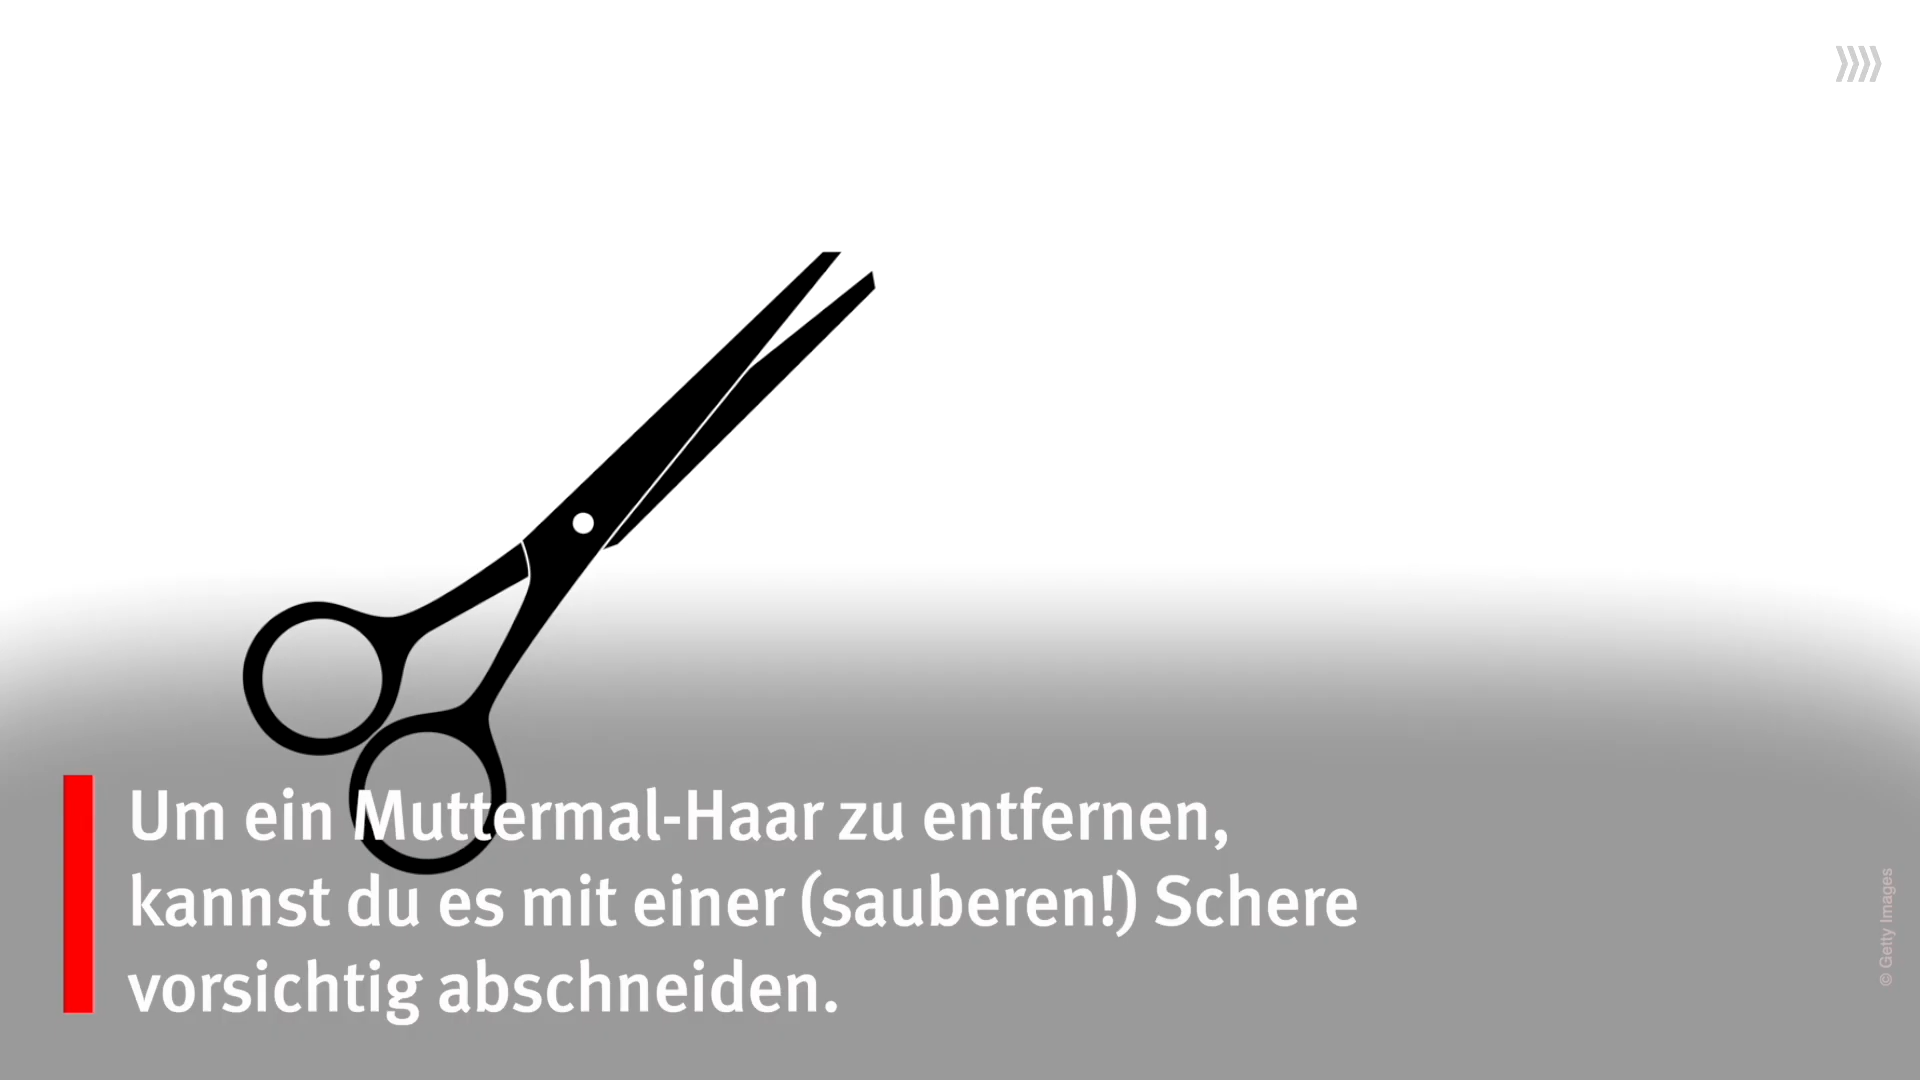 Um ein Muttermal-Haar zu entfernen,
kannst du es mit einer (sauberen!) Schere
vorsichtig abschneiden.
© Getty Images